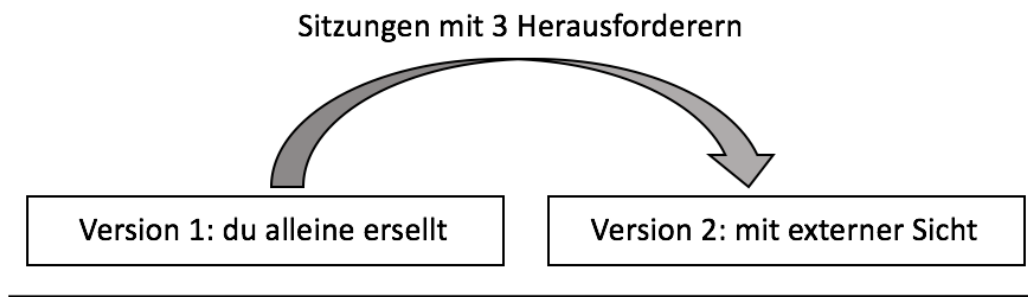 Sitzungen mit 3 Herausforderern
Version 1: du alleine ersellt
Version 2: mit externer Sicht